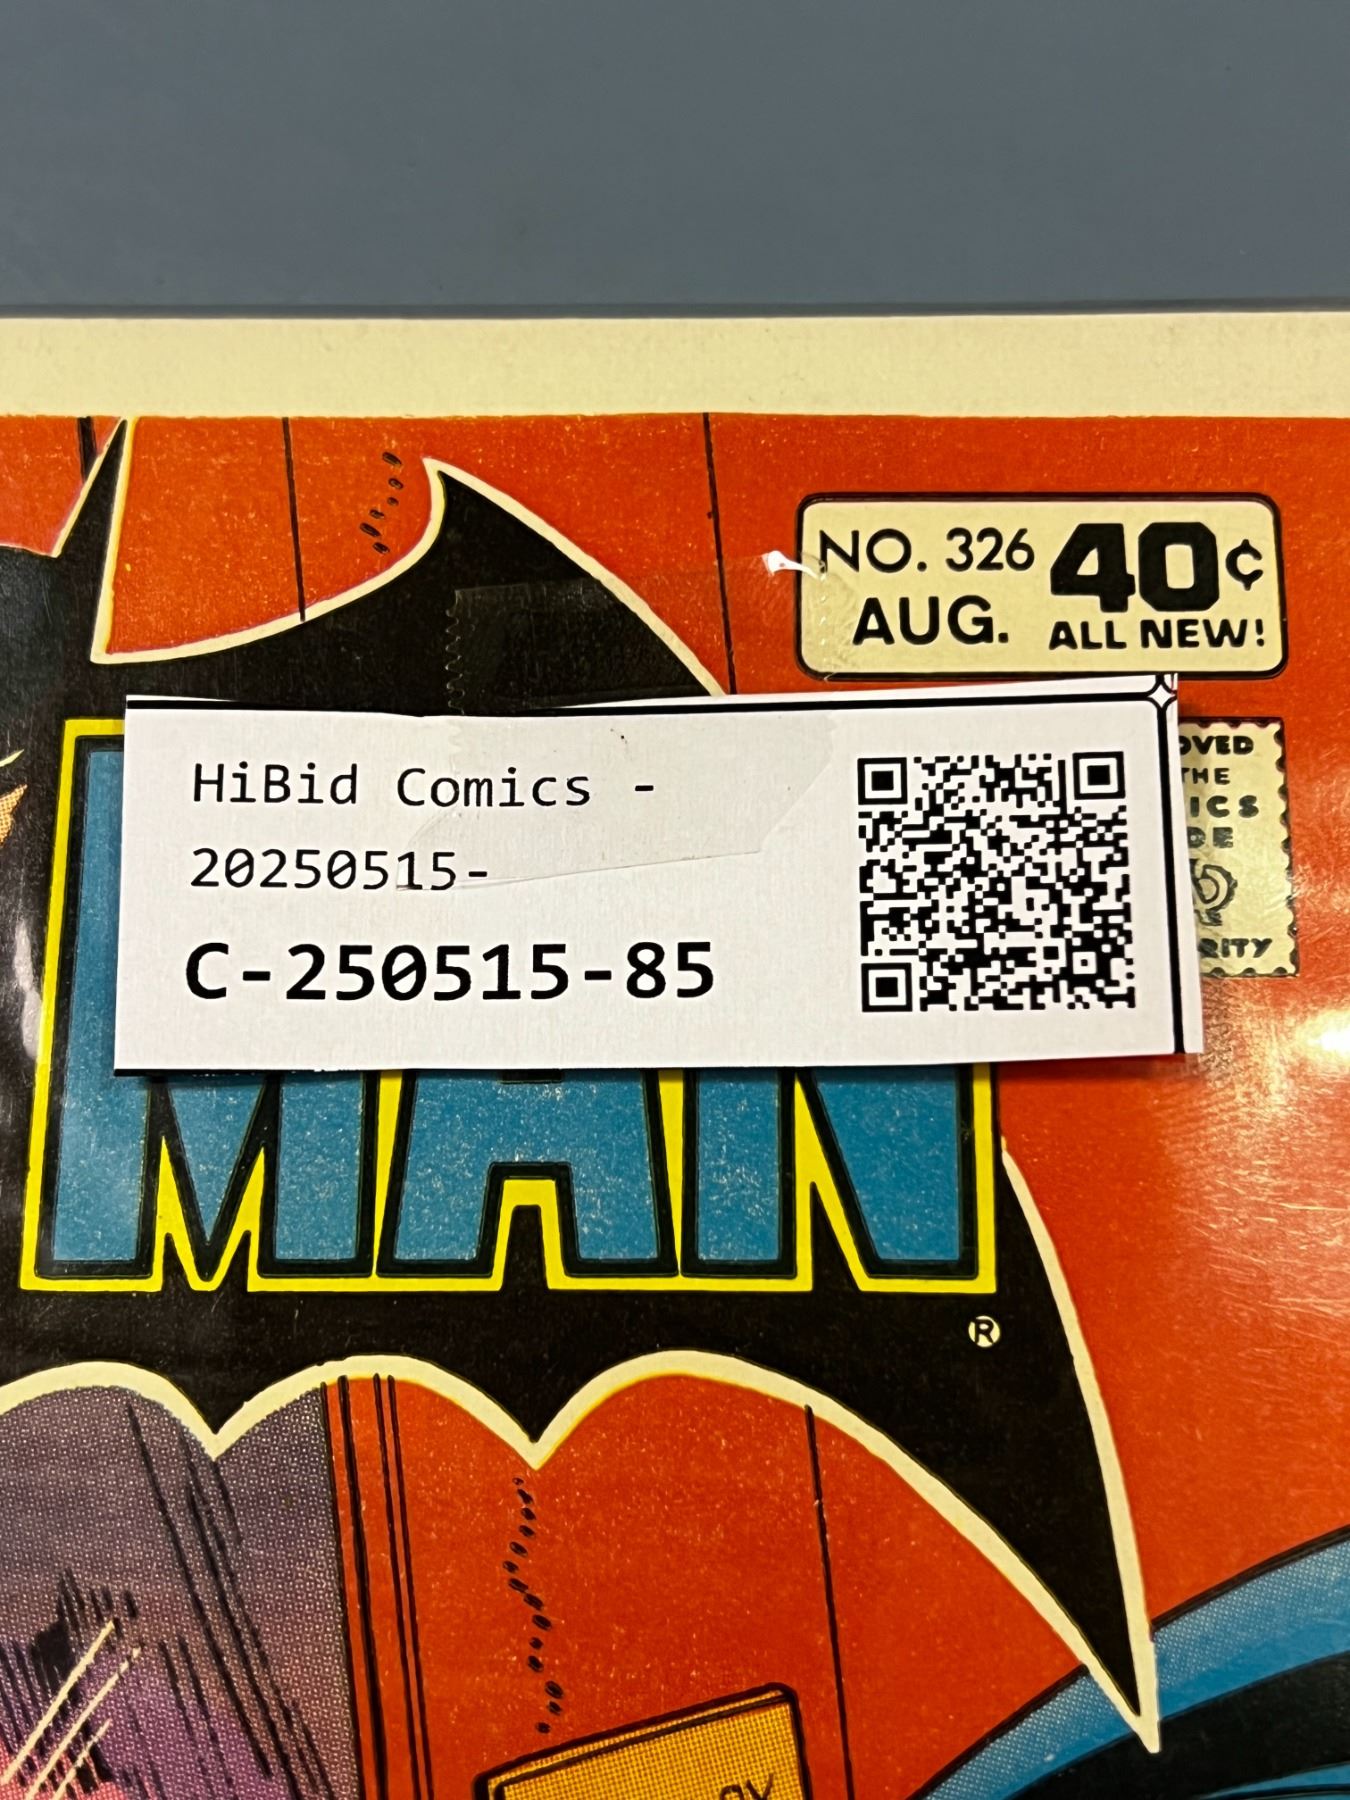 NO. 326
AUG.
40¢
ALL NEW!
HiBid Comics -
20250515-
C-250515-85
MAN
®